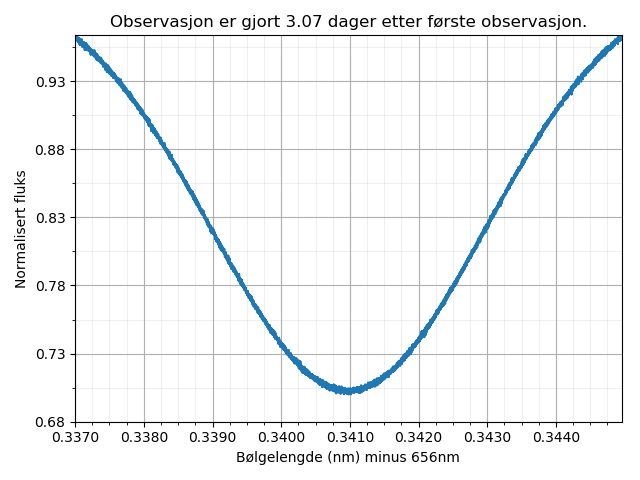 Observasjon er gjort 3.07 dager etter første observasjon.
0.93
0.88
0.83
0.78
0.73
0.68
Normalisert fluks
0.3370 0.3380 0.3390 0.3400 0.3410 0.3420 0.3430 0.3440
Bølgelengde (nm) minus 656nm